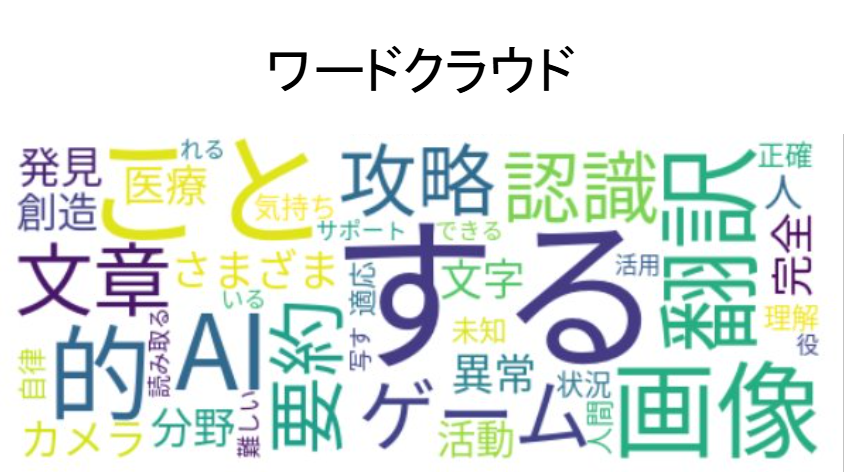 ワードクラウド
発見
こと
れる
医療
気持ち
攻略
認識
翻訳
正確
人
創造
サポート
できる
文章
さまざま
いる
する
適応
文字
活用
完全
理解
役
的
読み取る
AI
要約
写す
未知
異常
状況
画像
自律
カメラ
分野
難しい
ゲーム
活動
人間